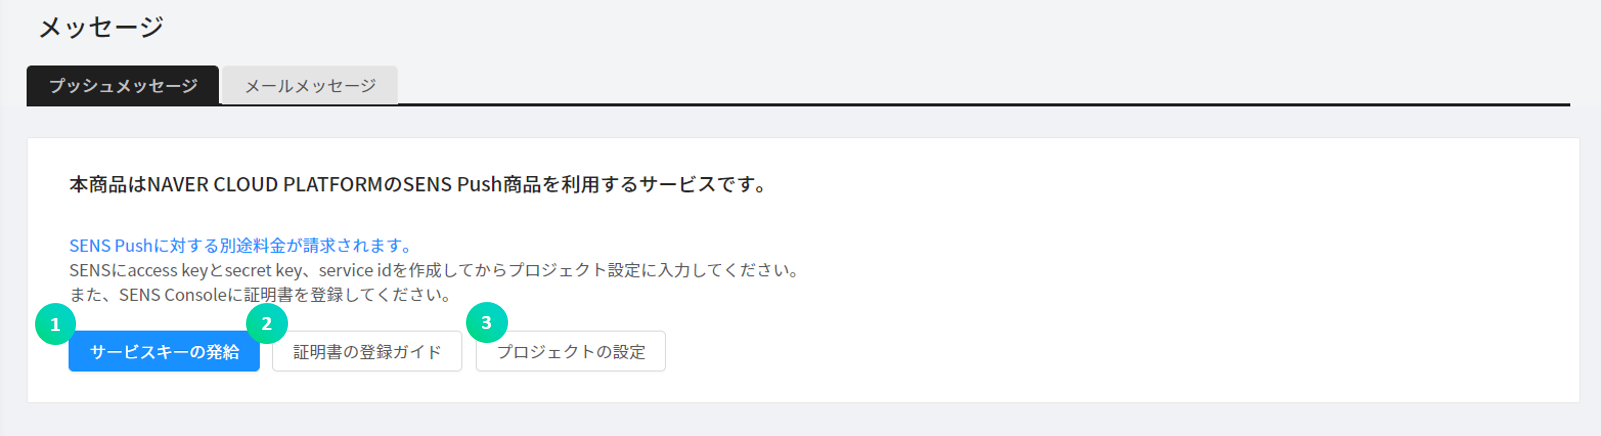 メッセージ
プッシュメッセージ
メールメッセージ
本商品はNAVER CLOUD PLATFORMのSENS Push商品を利用するサービスです。
SENS Pushに対する別途料金が請求されます。
SENSにaccess keyとsecret key、service idを作成してからプロジェクト設定に入力してください。
また、SENS Consoleに証明書を登録してください。
1
サービスキーの発給
2
証明書の登録ガイド
3
プロジェクトの設定